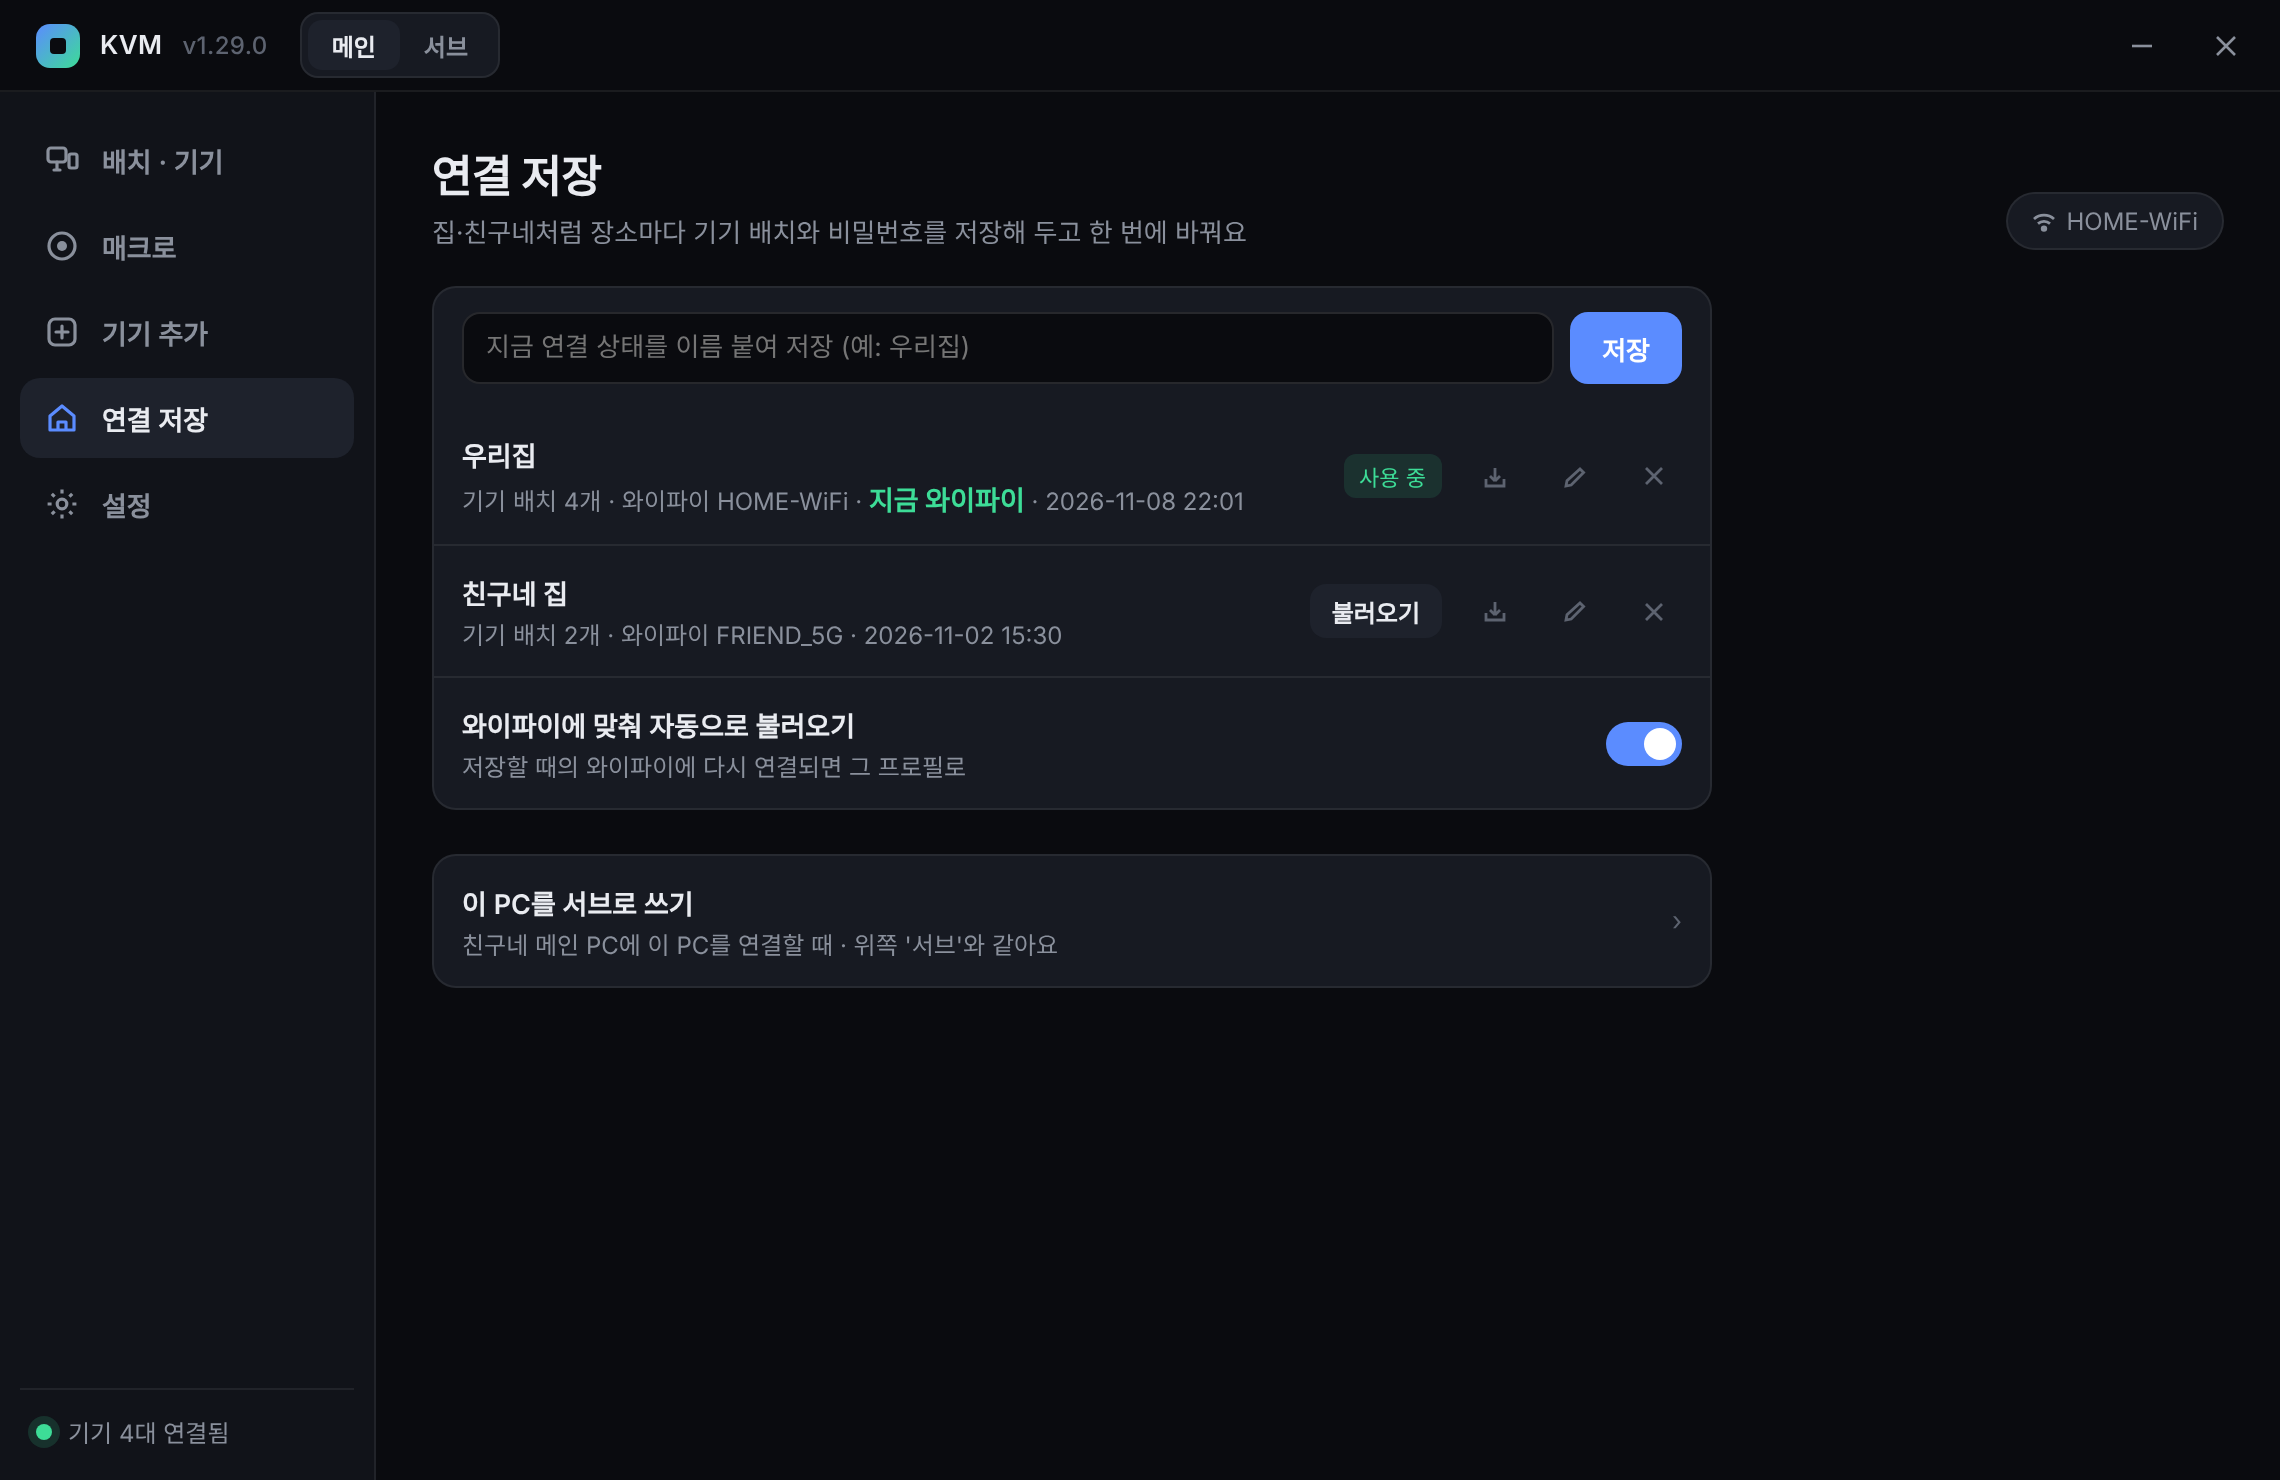 KVM v1.29.0 메인 서브
배치 · 기기
매크로
기기 추가
연결 저장
설정
기기 4대 연결됨
연결 저장
집·친구네처럼 장소마다 기기 배치와 비밀번호를 저장해 두고 한 번에 바꿔요
HOME-WiFi
지금 연결 상태를 이름 붙여 저장 (예: 우리집)
저장
우리집
기기 배치 4개 · 와이파이 HOME-WiFi · 지금 와이파이 · 2026-11-08 22:01
사용 중
친구네 집
기기 배치 2개 · 와이파이 FRIEND_5G · 2026-11-02 15:30
불러오기
와이파이에 맞춰 자동으로 불러오기
저장할 때의 와이파이에 다시 연결되면 그 프로필로
이 PC를 서브로 쓰기
친구네 메인 PC에 이 PC를 연결할 때 · 위쪽 '서브'와 같아요